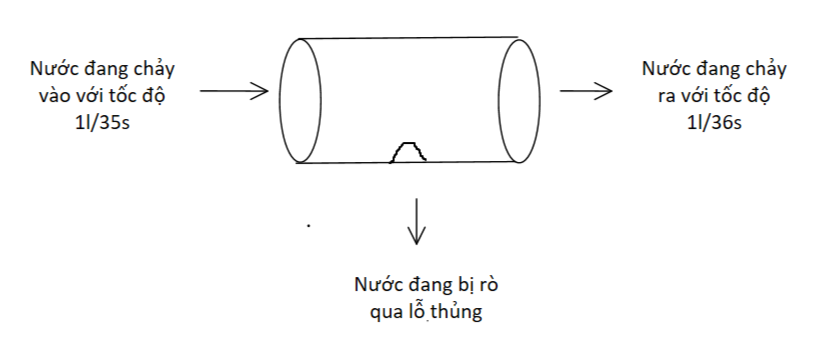 Nước đang chảy
vào với tốc độ
1l/35s
Nước đang chảy
ra với tốc độ
1l/36s
Nước đang bị rò
qua lỗ thủng